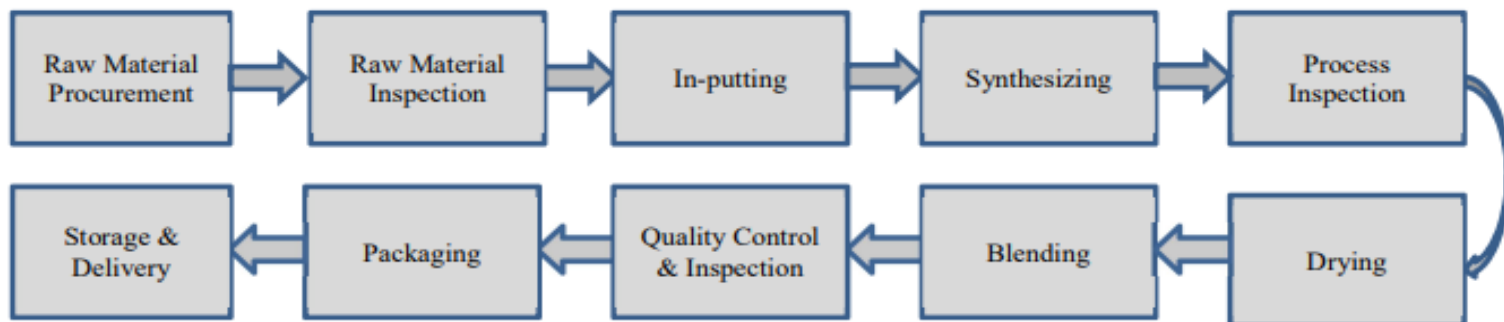 Raw Material
Procurement
Raw Material
Inspection
In-putting
Synthesizing
Process
Inspection
Storage &
Delivery
Packaging
Quality Control
& Inspection
Blending
Drying